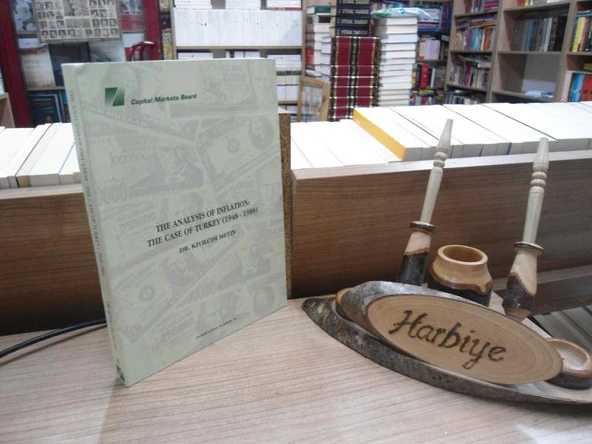 Capital Markets Board
THE ANALYSIS OF INFLATION:
THE CASE OF TURKEY (1948 - 1988)
DR. KIVILCIM METİN
Harbiye